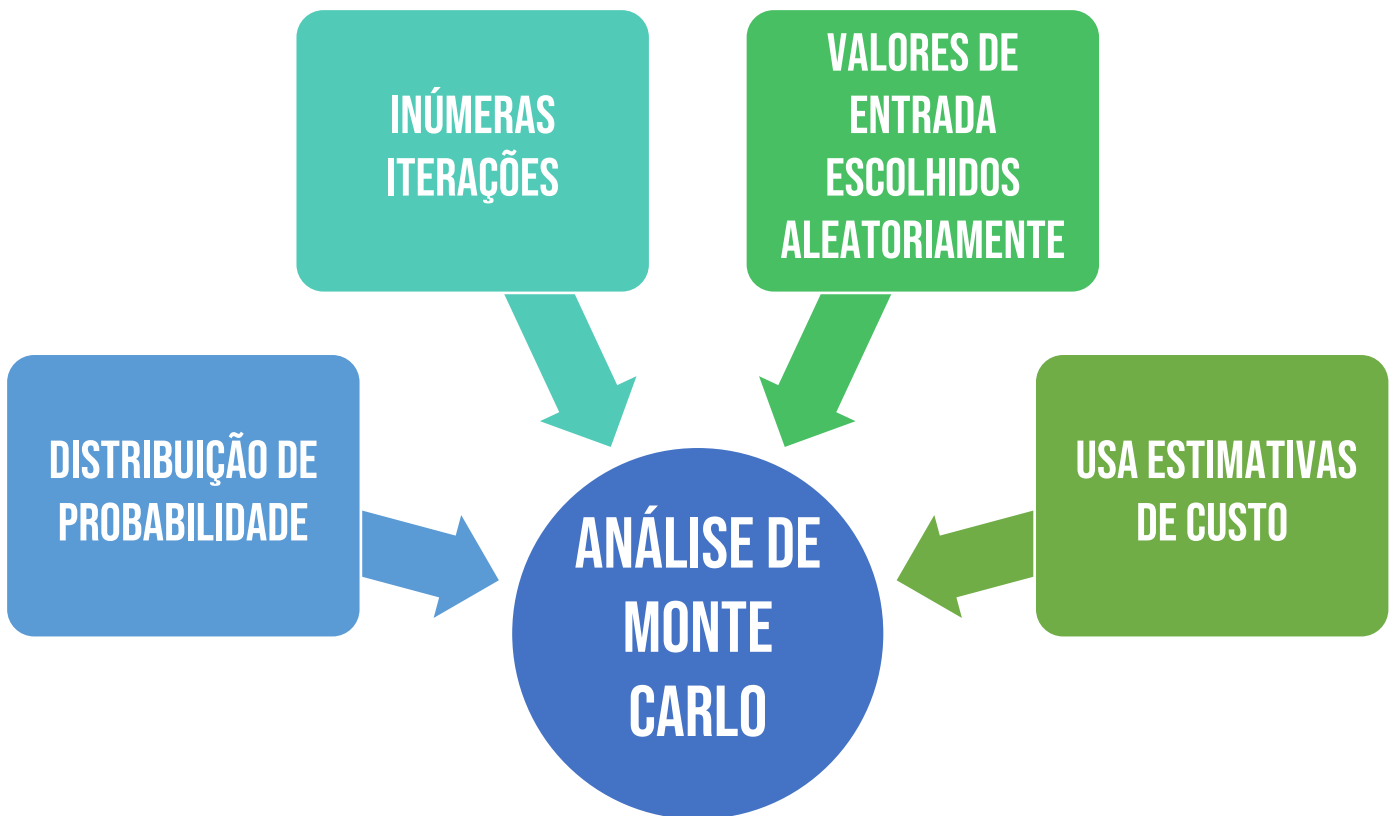 INÚMERAS
ITERAÇÕES
VALORES DE
ENTRADA
ESCOLHIDOS
ALEATORIAMENTE
DISTRIBUIÇÃO DE
PROBABILIDADE
USA ESTIMATIVAS
DE CUSTO
ANÁLISE DE
MONTE
CARLO